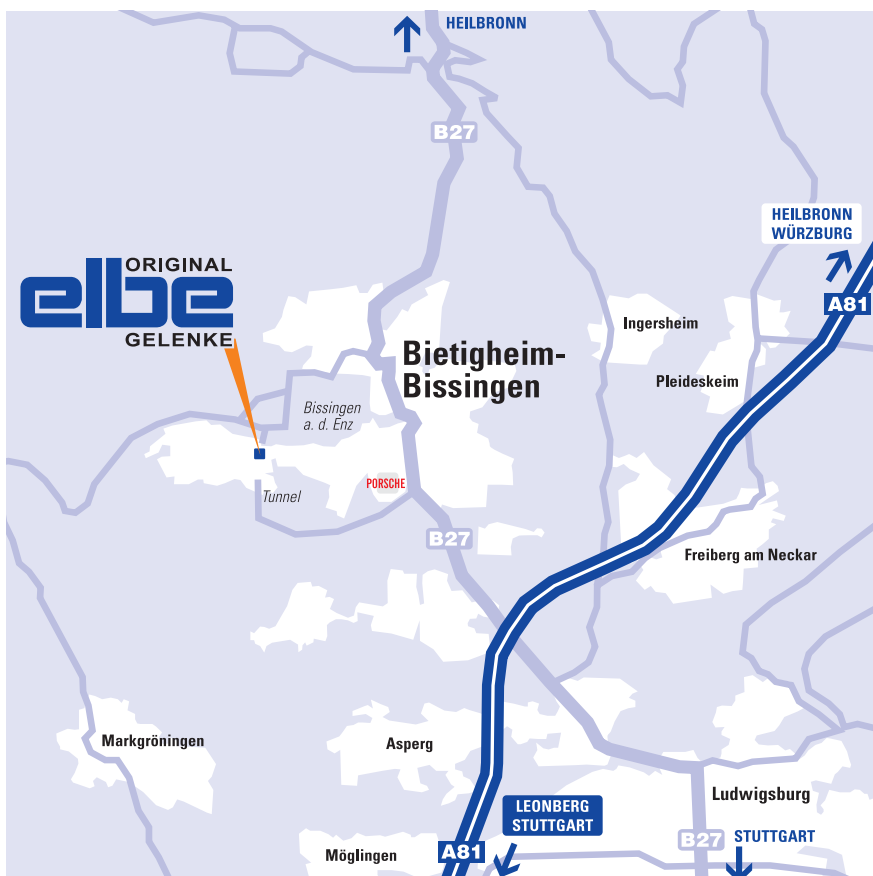 HEILBRONN
B27
HEILBRONN
WÜRZBURG
ORIGINAL
elbe
GELENKE
A81
Ingersheim
Bietigheim-
Bissingen
Pleideskeim
Bissingen
a. d. Enz
PORSCHE
Tunnel
B27
Freiberg am Neckar
Markgröningen
Asperg
Ludwigsburg
LEONBERG
STUTTGART
B27
STUTTGART
A81
Möglingen